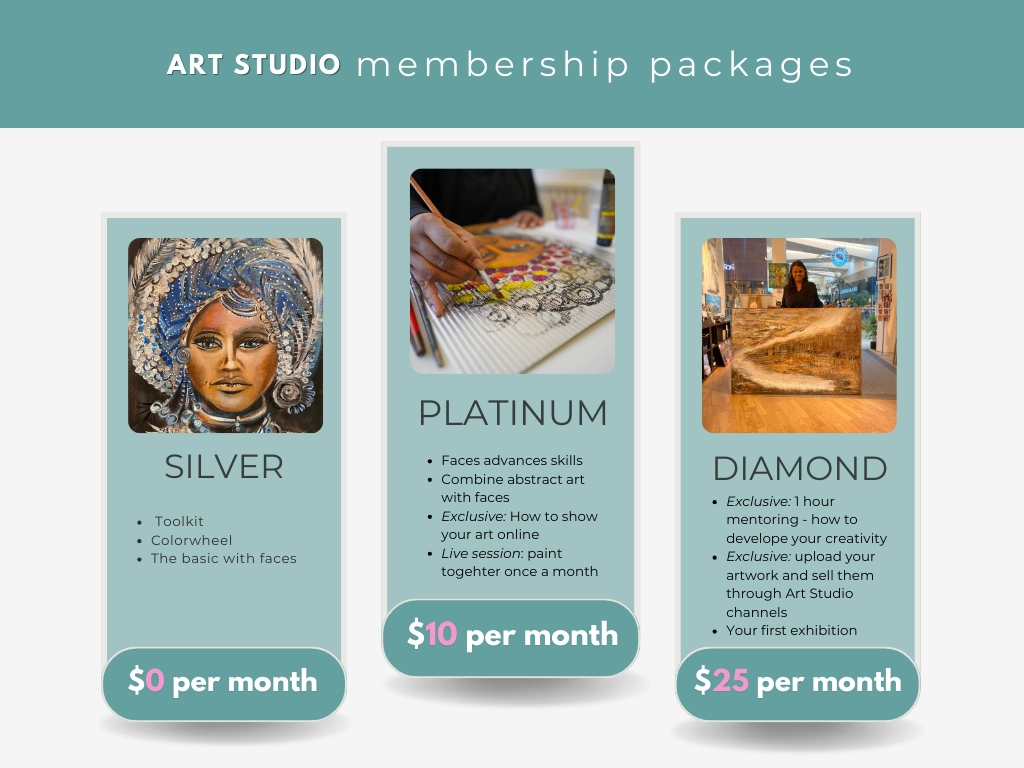 ART STUDIO membership packages
SILVER
• Toolkit
• Colorwheel
• The basic with faces
$0 per month
PLATINUM
• Faces advances skills
• Combine abstract art
with faces
• Exclusive: How to show
your art online
• Live session: paint
togehter once a month
$10 per month
DIAMOND
• Exclusive: 1 hour
mentoring - how to
develope your creativity
• Exclusive: upload your
artwork and sell them
through Art Studio
channels
• Your first exhibition
$25 per month